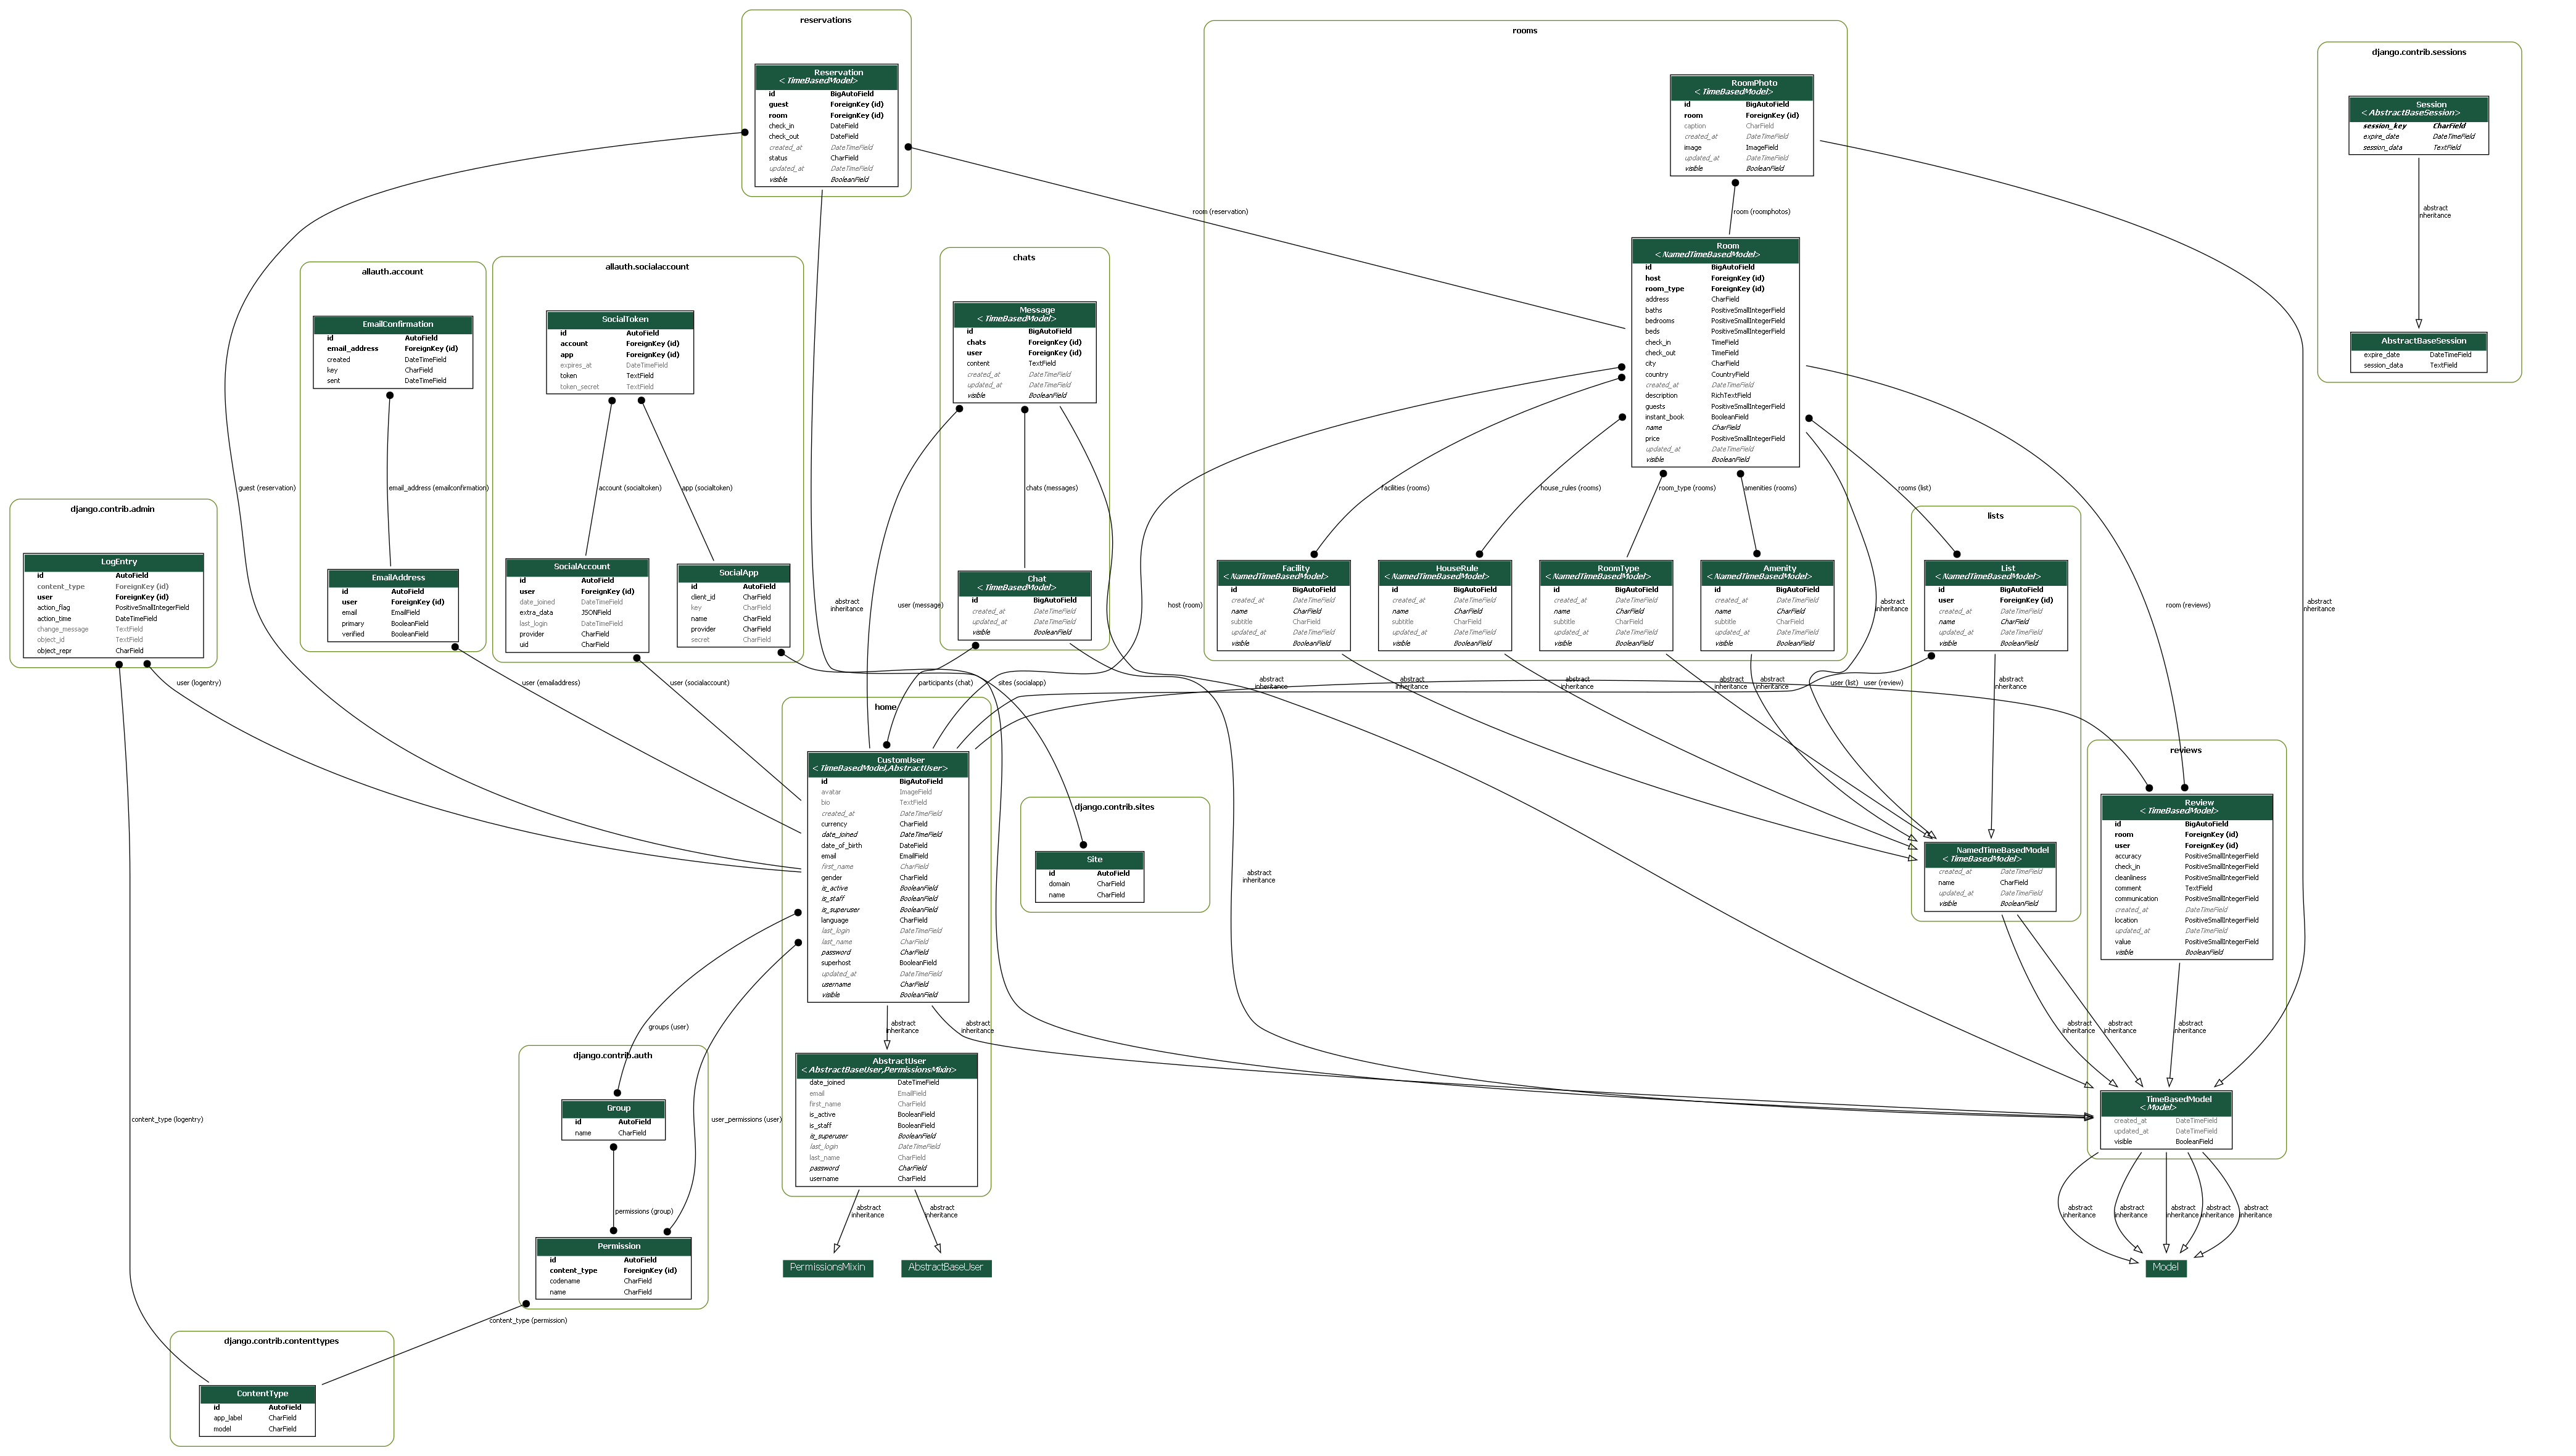 reservations
Reservation
<TimeBasedModel>
id BigAutoField
guest ForeignKey (id)
room ForeignKey (id)
check_in DateField
check_out DateField
created_at DateTimeField
status CharField
updated_at DateTimeField
visible BooleanField
rooms
RoomPhoto
<TimeBasedModel>
id BigAutoField
room ForeignKey (id)
caption CharField
created_at DateTimeField
image ImageField
updated_at DateTimeField
visible BooleanField
room (reservation)
room (roomphotos)
Room
<NamedTimeBasedModel>
id BigAutoField
host ForeignKey (id)
room_type ForeignKey (id)
address CharField
baths PositiveSmallIntegerField
bedrooms PositiveSmallIntegerField
beds PositiveSmallIntegerField
check_in TimeField
check_out TimeField
city CharField
country CountryField
created_at DateTimeField
description RichTextField
guests PositiveSmallIntegerField
instant_book BooleanField
name CharField
price PositiveSmallIntegerField
updated_at DateTimeField
visible BooleanField
django.contrib.sessions
Session
<AbstractBaseSession>
session_key CharField
expire_date DateTimeField
session_data TextField
abstract
inheritance
AbstractBaseSession
expire_date DateTimeField
session_data TextField
allauth.account
EmailConfirmation
id AutoField
email_address ForeignKey (id)
created DateTimeField
key CharField
sent DateTimeField
email_address (emailconfirmation)
EmailAddress
id AutoField
user ForeignKey (id)
email EmailField
primary BooleanField
verified BooleanField
allauth.socialaccount
SocialToken
id AutoField
account ForeignKey (id)
app ForeignKey (id)
expires_at DateTimeField
token TextField
token_secret TextField
account (socialtoken)
app (socialtoken)
SocialAccount
id AutoField
user ForeignKey (id)
date_joined DateTimeField
extra_data JSONField
last_login DateTimeField
provider CharField
uid CharField
SocialApp
id AutoField
client_id CharField
key CharField
name CharField
provider CharField
secret CharField
chats
Message
<TimeBasedModel>
id BigAutoField
chats ForeignKey (id)
user ForeignKey (id)
content TextField
created_at DateTimeField
updated_at DateTimeField
visible BooleanField
chats (messages)
Chat
<TimeBasedModel>
id BigAutoField
created_at DateTimeField
updated_at DateTimeField
visible BooleanField
guest (reservation)
abstract
inheritance
user (message)
host (room)
facilities (rooms)
house_rules (rooms)
room_type (rooms)
amenities (rooms)
rooms (list)
Facility
<NamedTimeBasedModel>
id BigAutoField
created_at DateTimeField
name CharField
subtitle CharField
updated_at DateTimeField
visible BooleanField
HouseRule
<NamedTimeBasedModel>
id BigAutoField
created_at DateTimeField
name CharField
subtitle CharField
updated_at DateTimeField
visible BooleanField
RoomType
<NamedTimeBasedModel>
id BigAutoField
created_at DateTimeField
name CharField
subtitle CharField
updated_at DateTimeField
visible BooleanField
Amenity
<NamedTimeBasedModel>
id BigAutoField
created_at DateTimeField
name CharField
subtitle CharField
updated_at DateTimeField
visible BooleanField
abstract
inheritance
lists
List
<NamedTimeBasedModel>
id BigAutoField
user ForeignKey (id)
created_at DateTimeField
name CharField
updated_at DateTimeField
visible BooleanField
room (reviews)
abstract
inheritance
django.contrib.admin
LogEntry
id AutoField
content_type ForeignKey (id)
user ForeignKey (id)
action_flag PositiveSmallIntegerField
action_time DateTimeField
change_message TextField
object_id TextField
object_repr CharField
user (logentry)
user (emailaddress)
user (socialaccount)
participants (chat)
sites (socialapp)
abstract
inheritance
abstract
inheritance
abstract
inheritance
abstract
inheritance
abstract
inheritance
user (list)
user (review)
abstract
inheritance
home
CustomUser
<TimeBasedModel,AbstractUser>
id BigAutoField
avatar ImageField
bio TextField
created_at DateTimeField
currency CharField
date_joined DateTimeField
date_of_birth DateField
email EmailField
first_name CharField
gender CharField
is_active BooleanField
is_staff BooleanField
is_superuser BooleanField
language CharField
last_login DateTimeField
last_name CharField
password CharField
superhost BooleanField
updated_at DateTimeField
username CharField
visible BooleanField
django.contrib.sites
Site
id AutoField
domain CharField
name CharField
abstract
inheritance
NamedTimeBasedModel
<TimeBasedModel>
created_at DateTimeField
name CharField
updated_at DateTimeField
visible BooleanField
reviews
Review
<TimeBasedModel>
id BigAutoField
room ForeignKey (id)
user ForeignKey (id)
accuracy PositiveSmallIntegerField
check_in PositiveSmallIntegerField
cleanliness PositiveSmallIntegerField
comment TextField
communication PositiveSmallIntegerField
created_at DateTimeField
location PositiveSmallIntegerField
updated_at DateTimeField
value PositiveSmallIntegerField
visible BooleanField
groups (user)
abstract
inheritance
abstract
inheritance
abstract
inheritance
abstract
inheritance
abstract
inheritance
django.contrib.auth
Group
id AutoField
name CharField
content_type (logentry)
user_permissions (user)
permissions (group)
Permission
id AutoField
content_type ForeignKey (id)
codename CharField
name CharField
AbstractUser
<AbstractBaseUser,PermissionsMixin>
date_joined DateTimeField
email EmailField
first_name CharField
is_active BooleanField
is_staff BooleanField
is_superuser BooleanField
last_login DateTimeField
last_name CharField
password CharField
username CharField
TimeBasedModel
<Model>
created_at DateTimeField
updated_at DateTimeField
visible BooleanField
abstract
inheritance
abstract
inheritance
abstract
inheritance
abstract
inheritance
abstract
inheritance
abstract
inheritance
abstract
inheritance
PermissionsMixin
AbstractBaseUser
Model
content_type (permission)
django.contrib.contenttypes
ContentType
id AutoField
app_label CharField
model CharField